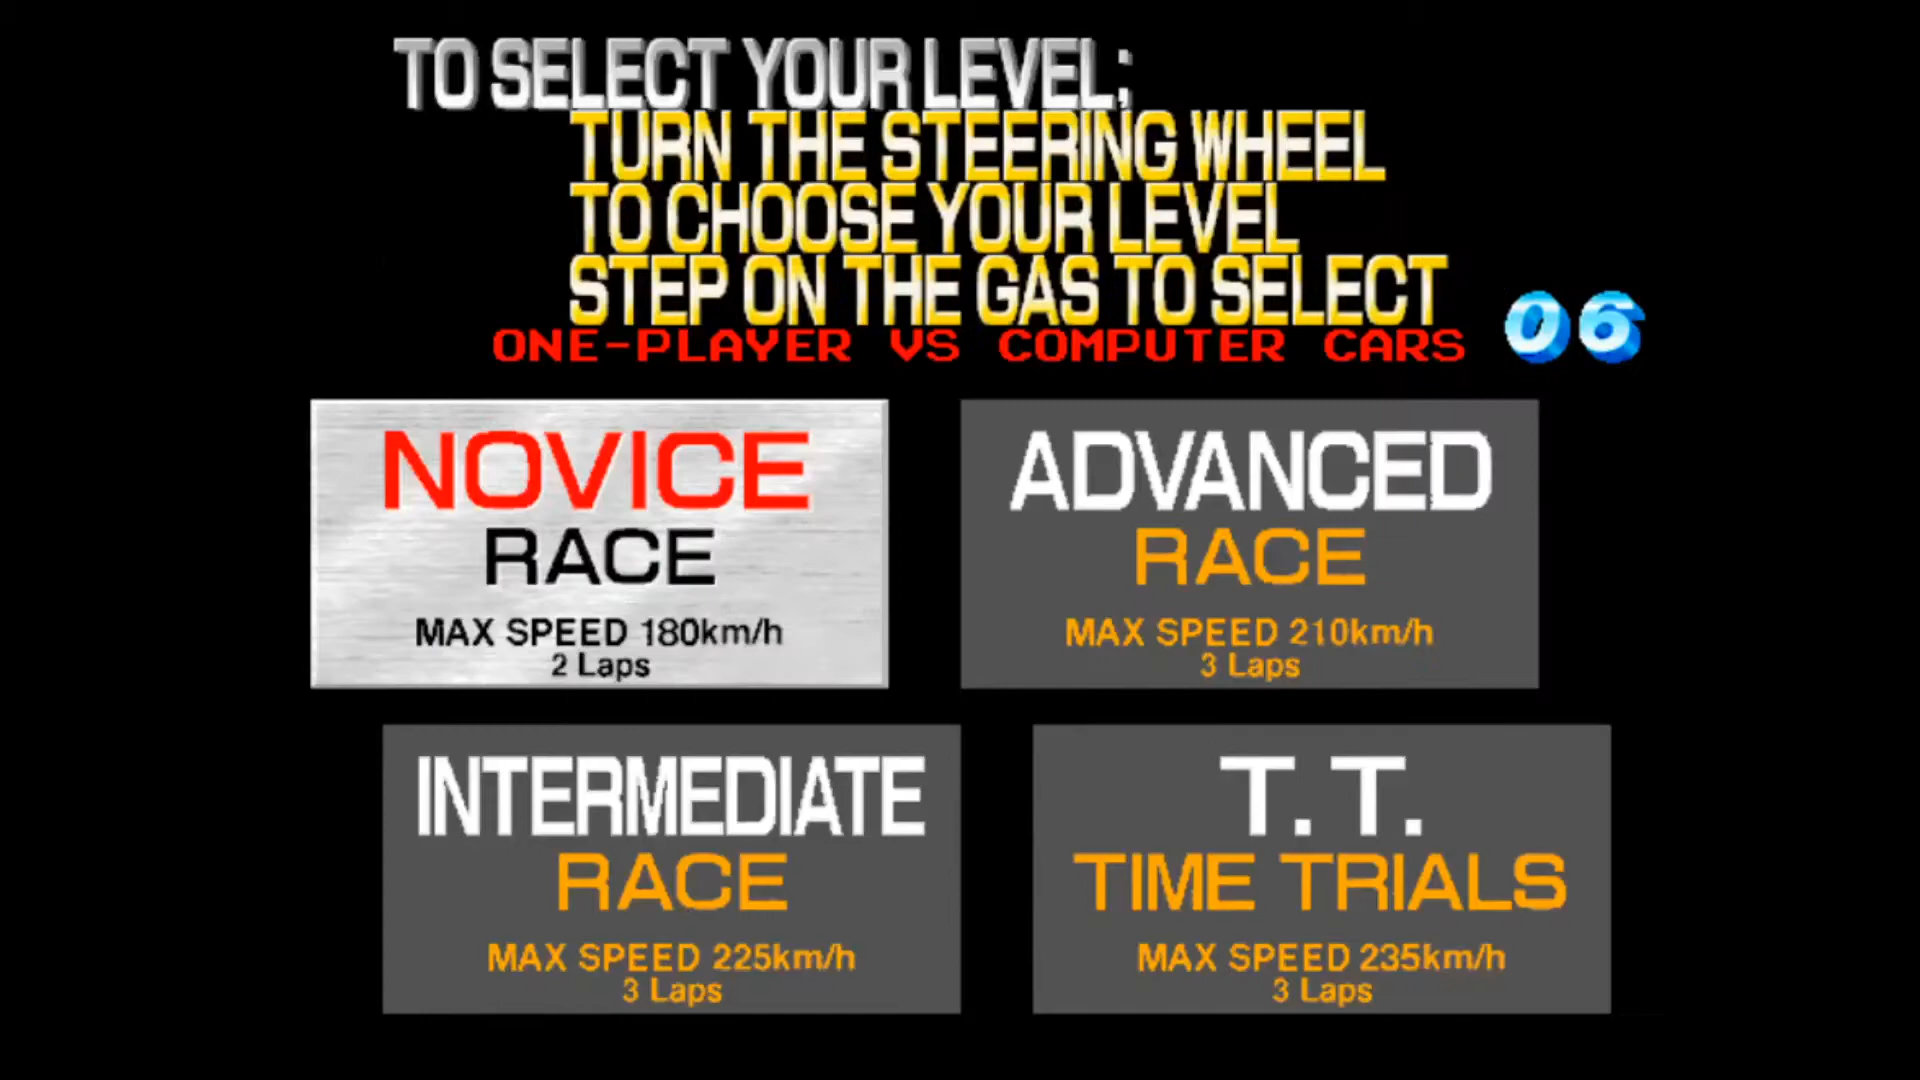 TO SELECT YOUR LEVEL;
TURN THE STEERING WHEEL
TO CHOOSE YOUR LEVEL
STEP ON THE GAS TO SELECT
ONE-PLAYER VS COMPUTER CARS
06
NOVICE
RACE
MAX SPEED 180km/h
2 Laps
ADVANCED
RACE
MAX SPEED 210km/h
3 Laps
INTERMEDIATE
RACE
MAX SPEED 225km/h
3 Laps
T.T.
TIME TRIALS
MAX SPEED 235km/h
3 Laps